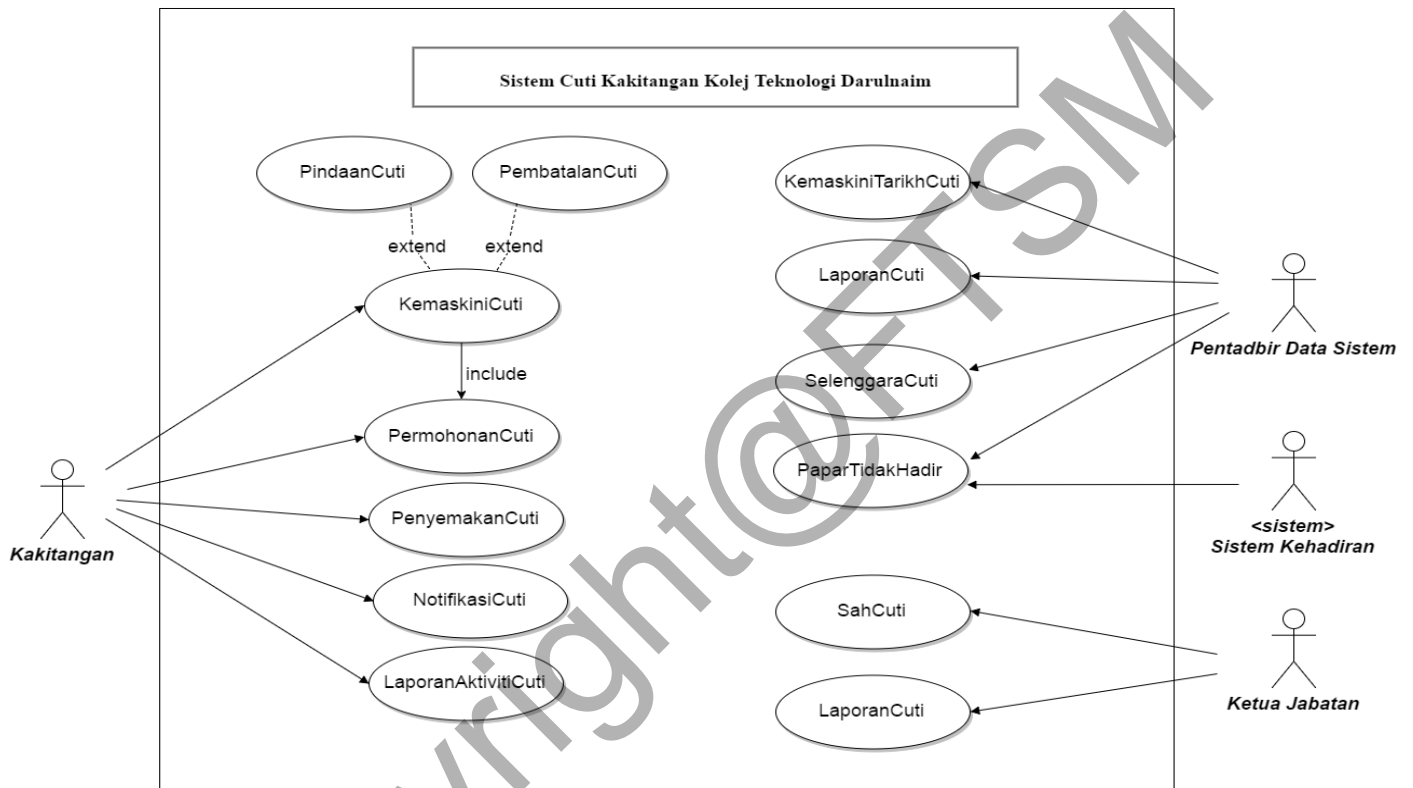 Sistem Cuti Kakitangan Kolej Teknologi Darulnaim
PindaanCuti
PembatalanCuti
extend
extend
KemaskiniCuti
include
PermohonanCuti
PenyemakanCuti
NotifikasiCuti
LaporanAktivitiCuti
Kakitangan
KemaskiniTarikhCuti
LaporanCuti
SelenggaraCuti
PaparTidakHadir
SahCuti
LaporanCuti
Pentadbir Data Sistem
<sistem>
Sistem Kehadiran
Ketua Jabatan
yright@FTSM